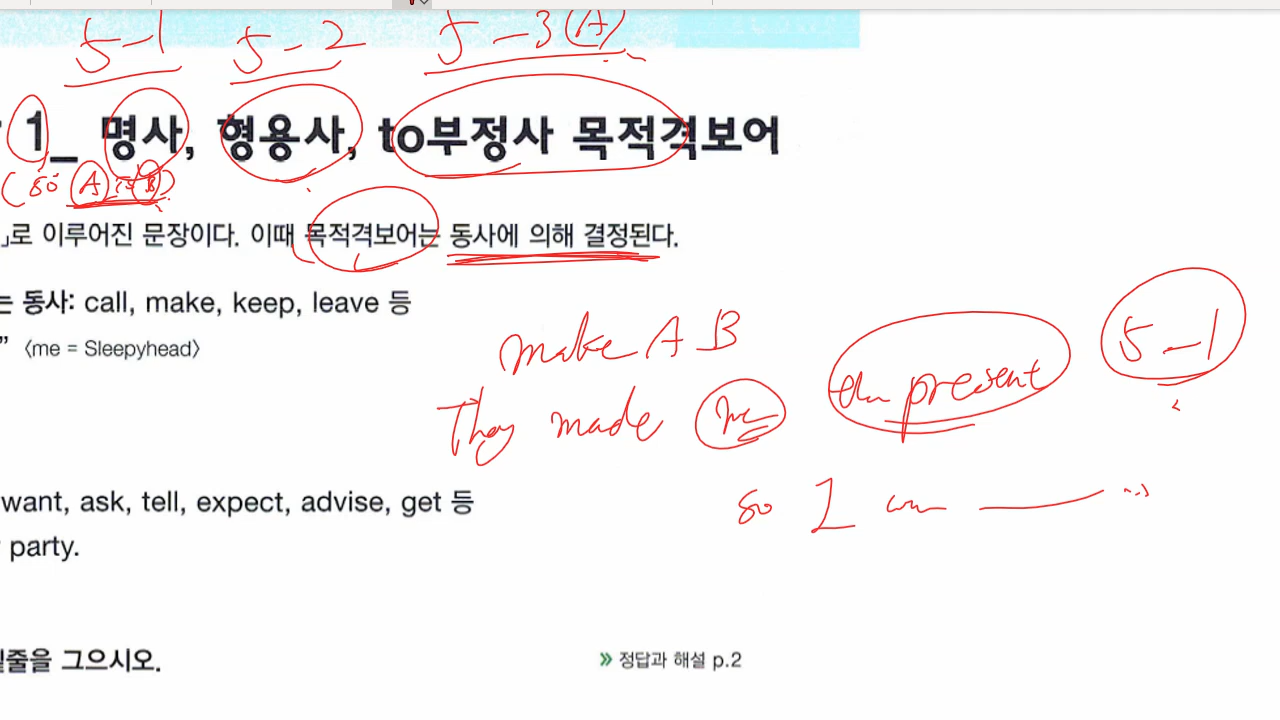 5-1 5-2 5-3(A)
1_ 명사, 형용사, to부정사 목적격보어
(so A is B)
」로 이루어진 문장이다. 이때 목적격보어는 동사에 의해 결정된다.
는 동사: call, make, keep, leave 등
” 〈me = Sleepyhead〉
make A B
5-1
They made me the present
want, ask, tell, expect, advise, get 등
so I
party.
밑줄을 그으시오.
» 정답과 해설 p.2